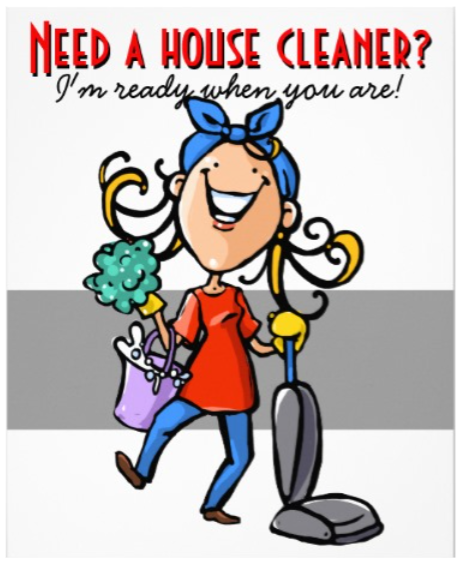 NEED A HOUSE CLEANER?
I'm ready when you are!